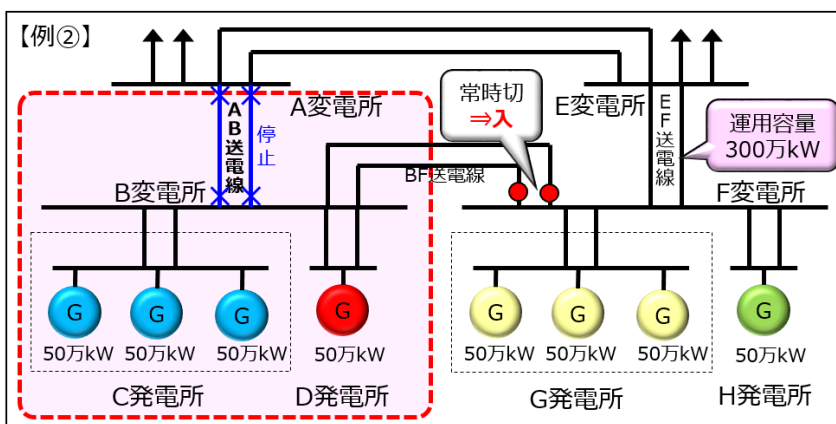 【例②】
A変電所
E変電所
常時切
⇒入
AB送電線
停止
EF送電線
運用容量
300万kW
B変電所
BF送電線
F変電所
G
G
G
G
G
G
G
G
50万kW
50万kW
50万kW
50万kW
50万kW
50万kW
50万kW
50万kW
C発電所
D発電所
G発電所
H発電所